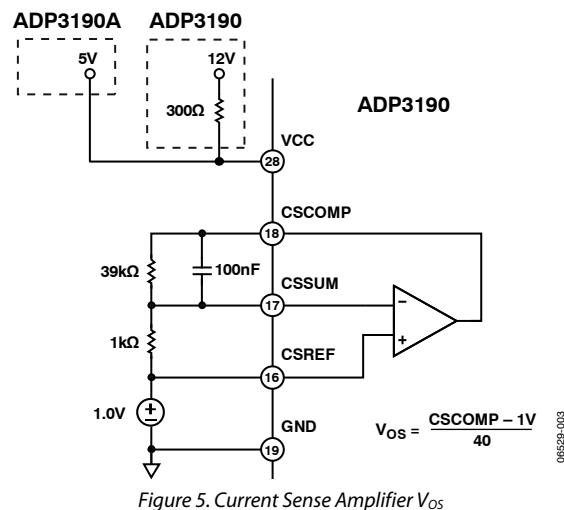 ADP3190A ADP3190
5V 12V
ADP3190
300Ω
VCC
28
CSCOMP
18
39kΩ 100nF
CSSUM
17
–
1kΩ
+
CSREF
16
1.0V + –
GND
19
V_OS = CSCOMP – 1V
40
06529-003
Figure 5. Current Sense Amplifier V_OS